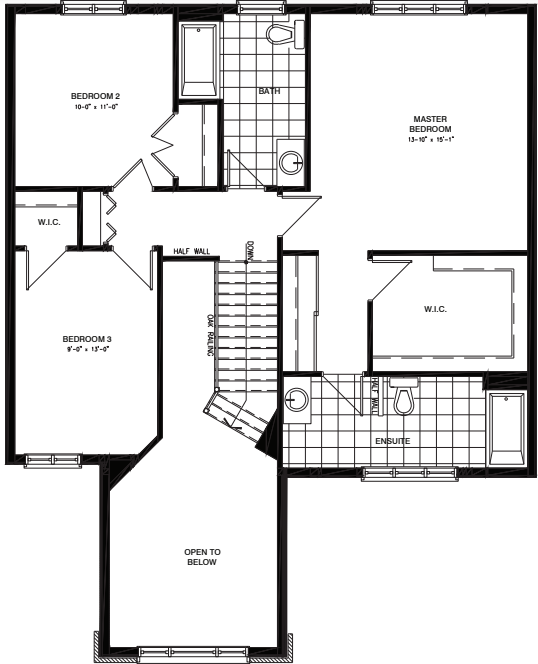 BEDROOM 2
10'-0" x 11'-0"
BATH
MASTER
BEDROOM
13'-10" x 15'-1"
W.I.C.
HALF WALL
DOWN
W.I.C.
OAK RAILING
BEDROOM 3
9'-0" x 13'-0"
HALF WALL
ENSUITE
OPEN TO
BELOW